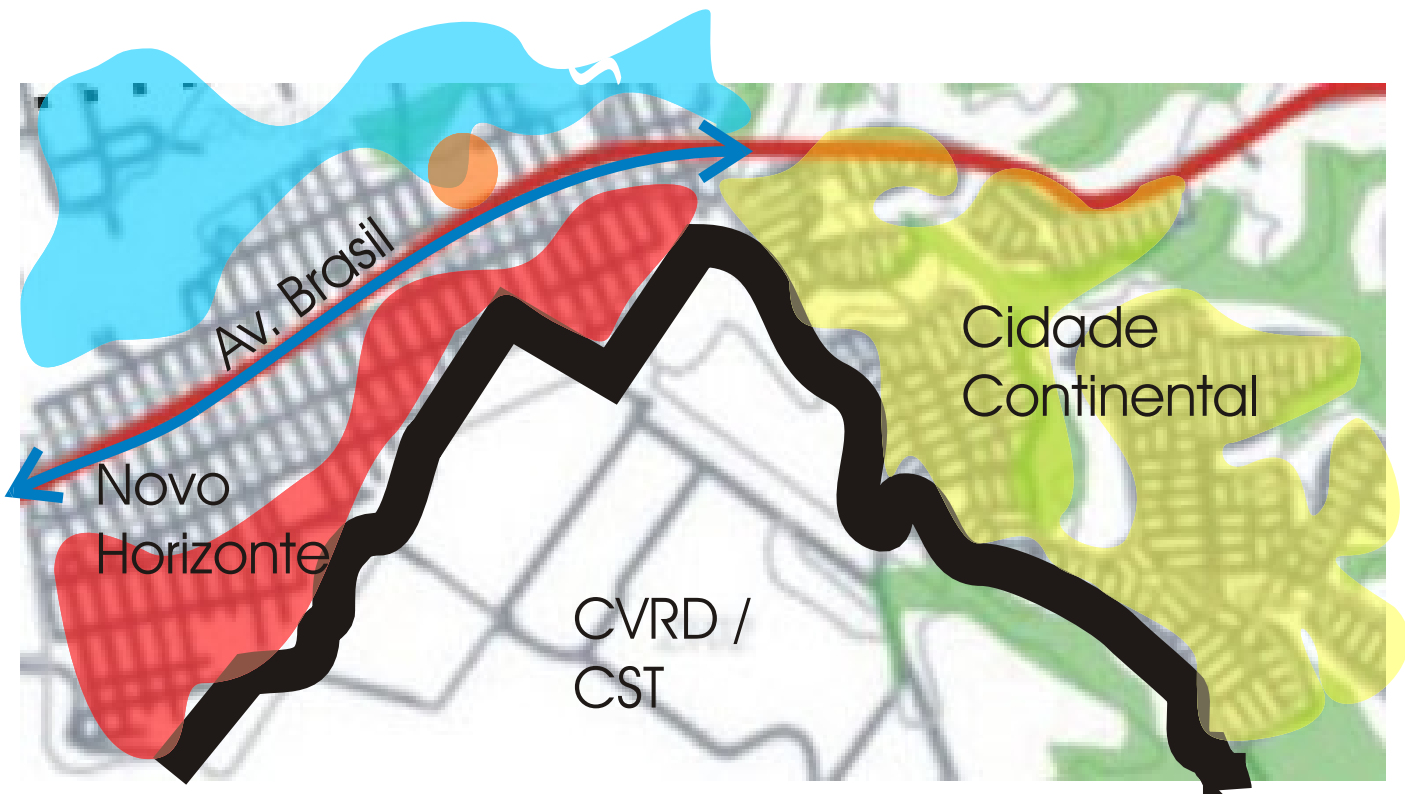 Av. Brasil
Cidade
Continental
Novo
Horizonte
CVRD /
CST